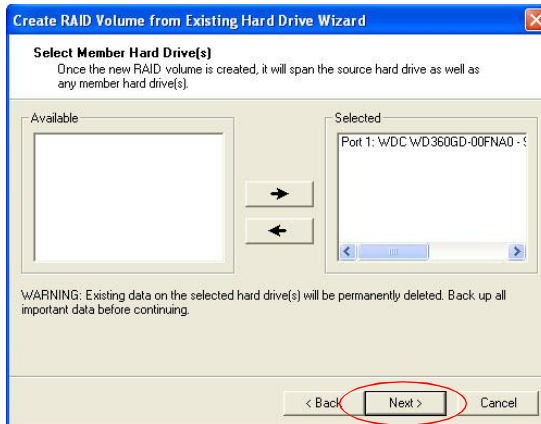 Create RAID Volume from Existing Hard Drive Wizard
Select Member Hard Drive(s)
Once the new RAID volume is created, it will span the source hard drive as well as
any member hard drive(s).
Available
Selected
Port 1: WDC WD360GD-00FNA0 -
WARNING: Existing data on the selected hard drive(s) will be permanently deleted. Back up all
important data before continuing.
< Back
Next >
Cancel